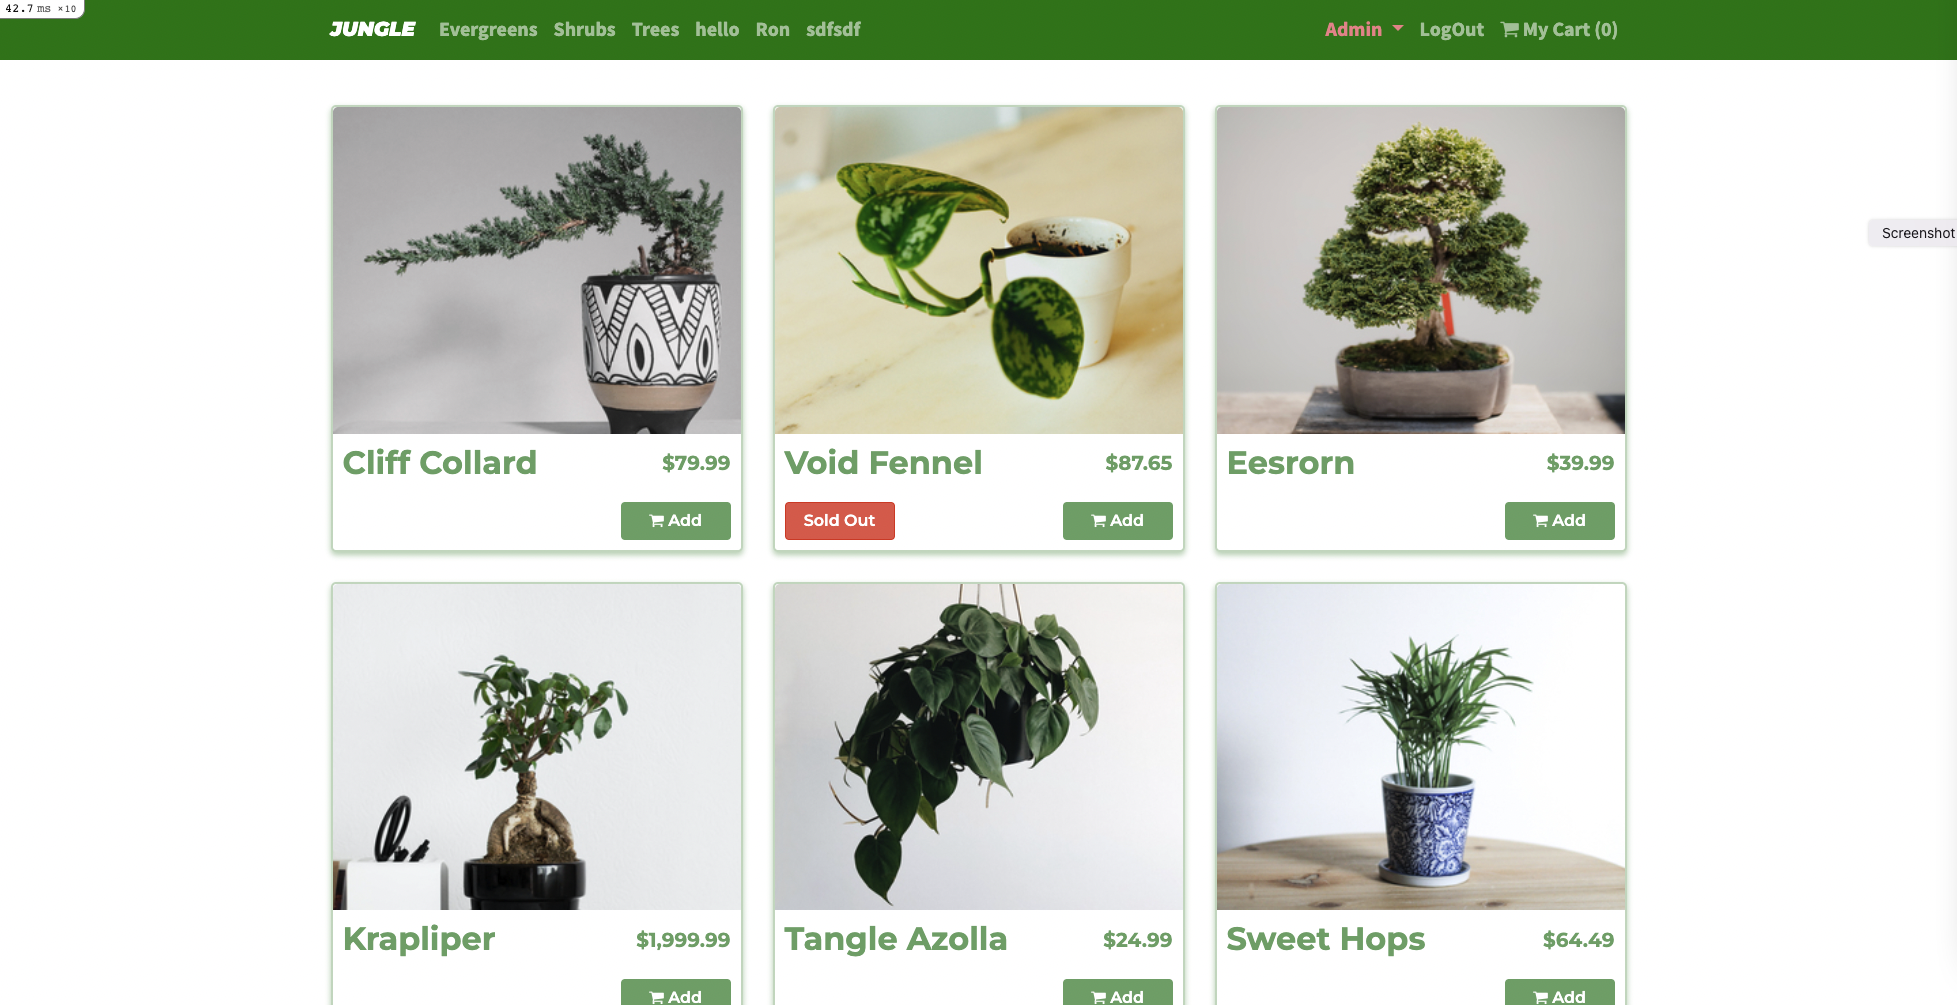 42.7 ms ×10
JUNGLE Evergreens Shrubs Trees hello Ron sdfsdf Admin LogOut My Cart (0)
Screenshot
Cliff Collard $79.99
Add
Void Fennel $87.65
Sold Out Add
Eesrorn $39.99
Add
Krapliper $1,999.99
Add
Tangle Azolla $24.99
Add
Sweet Hops $64.49
Add